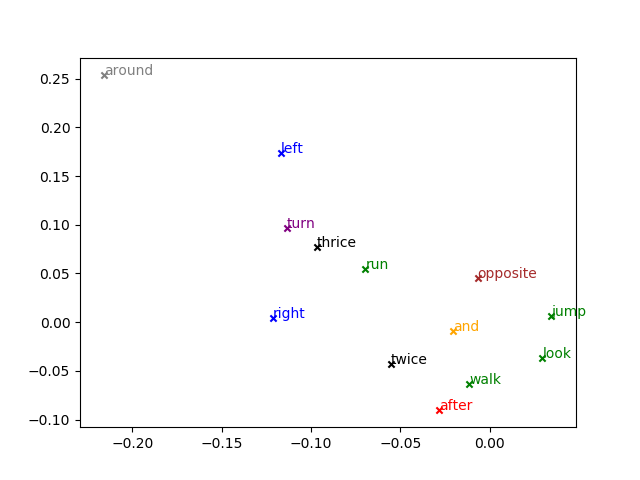 around
0.25
0.20
left
0.15
0.10
turn
thrice
run
0.05
opposite
0.00
right
jump
and
−0.05
twice
look
walk
after
−0.10
−0.20 −0.15 −0.10 −0.05 0.00